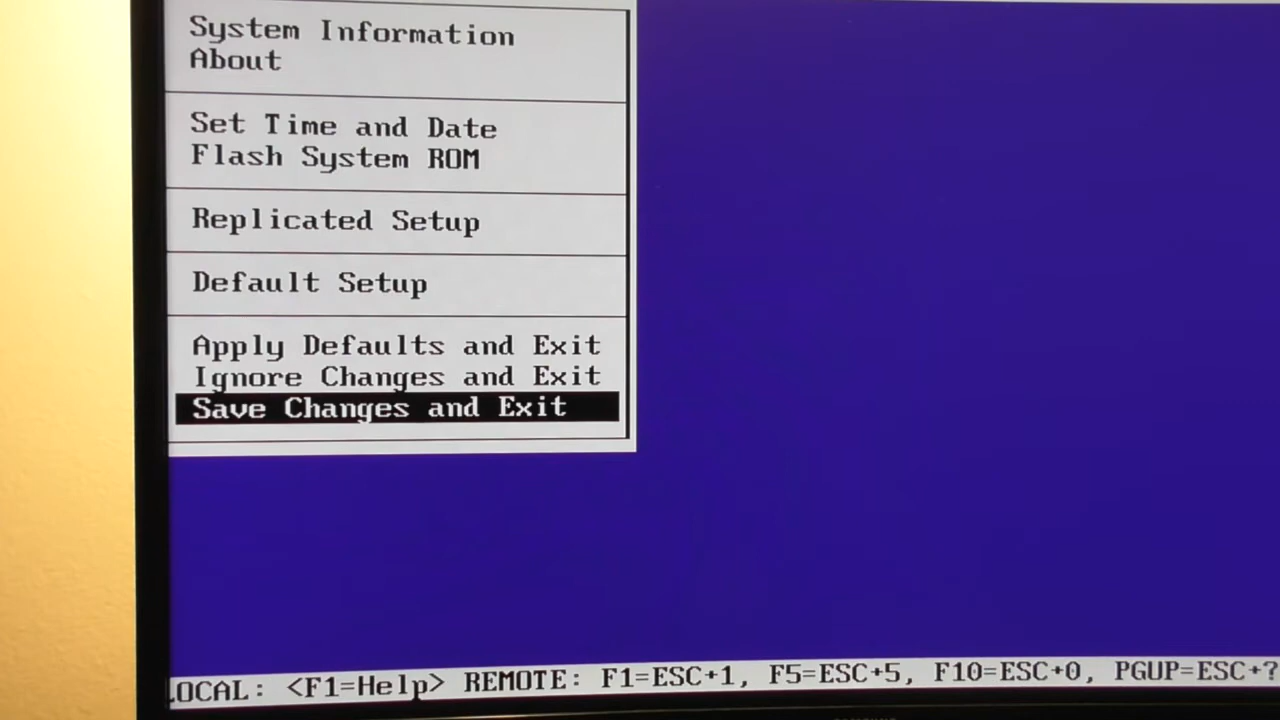 System Information
About
Set Time and Date
Flash System ROM
Replicated Setup
Default Setup
Apply Defaults and Exit
Ignore Changes and Exit
Save Changes and Exit
LOCAL: <F1=Help> REMOTE: F1=ESC+1, F5=ESC+5, F10=ESC+0, PGUP=ESC+?